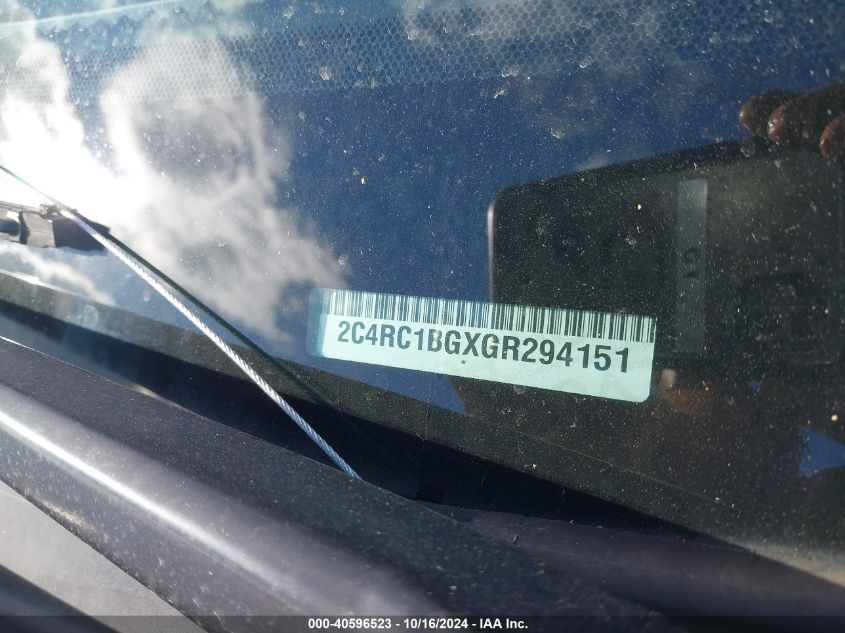 2C4RC1BGXGR294151
*
000-40596523 - 10/16/2024 - IAA Inc.